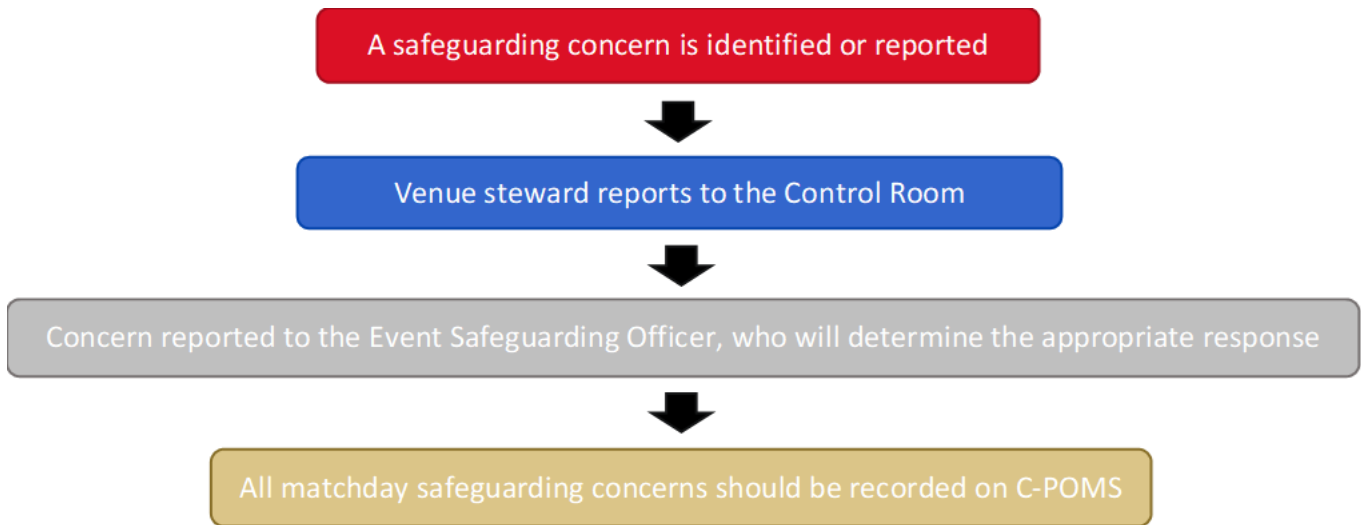 A safeguarding concern is identified or reported
Venue steward reports to the Control Room
Concern reported to the Event Safeguarding Officer, who will determine the appropriate response
All matchday safeguarding concerns should be recorded on C-POMS